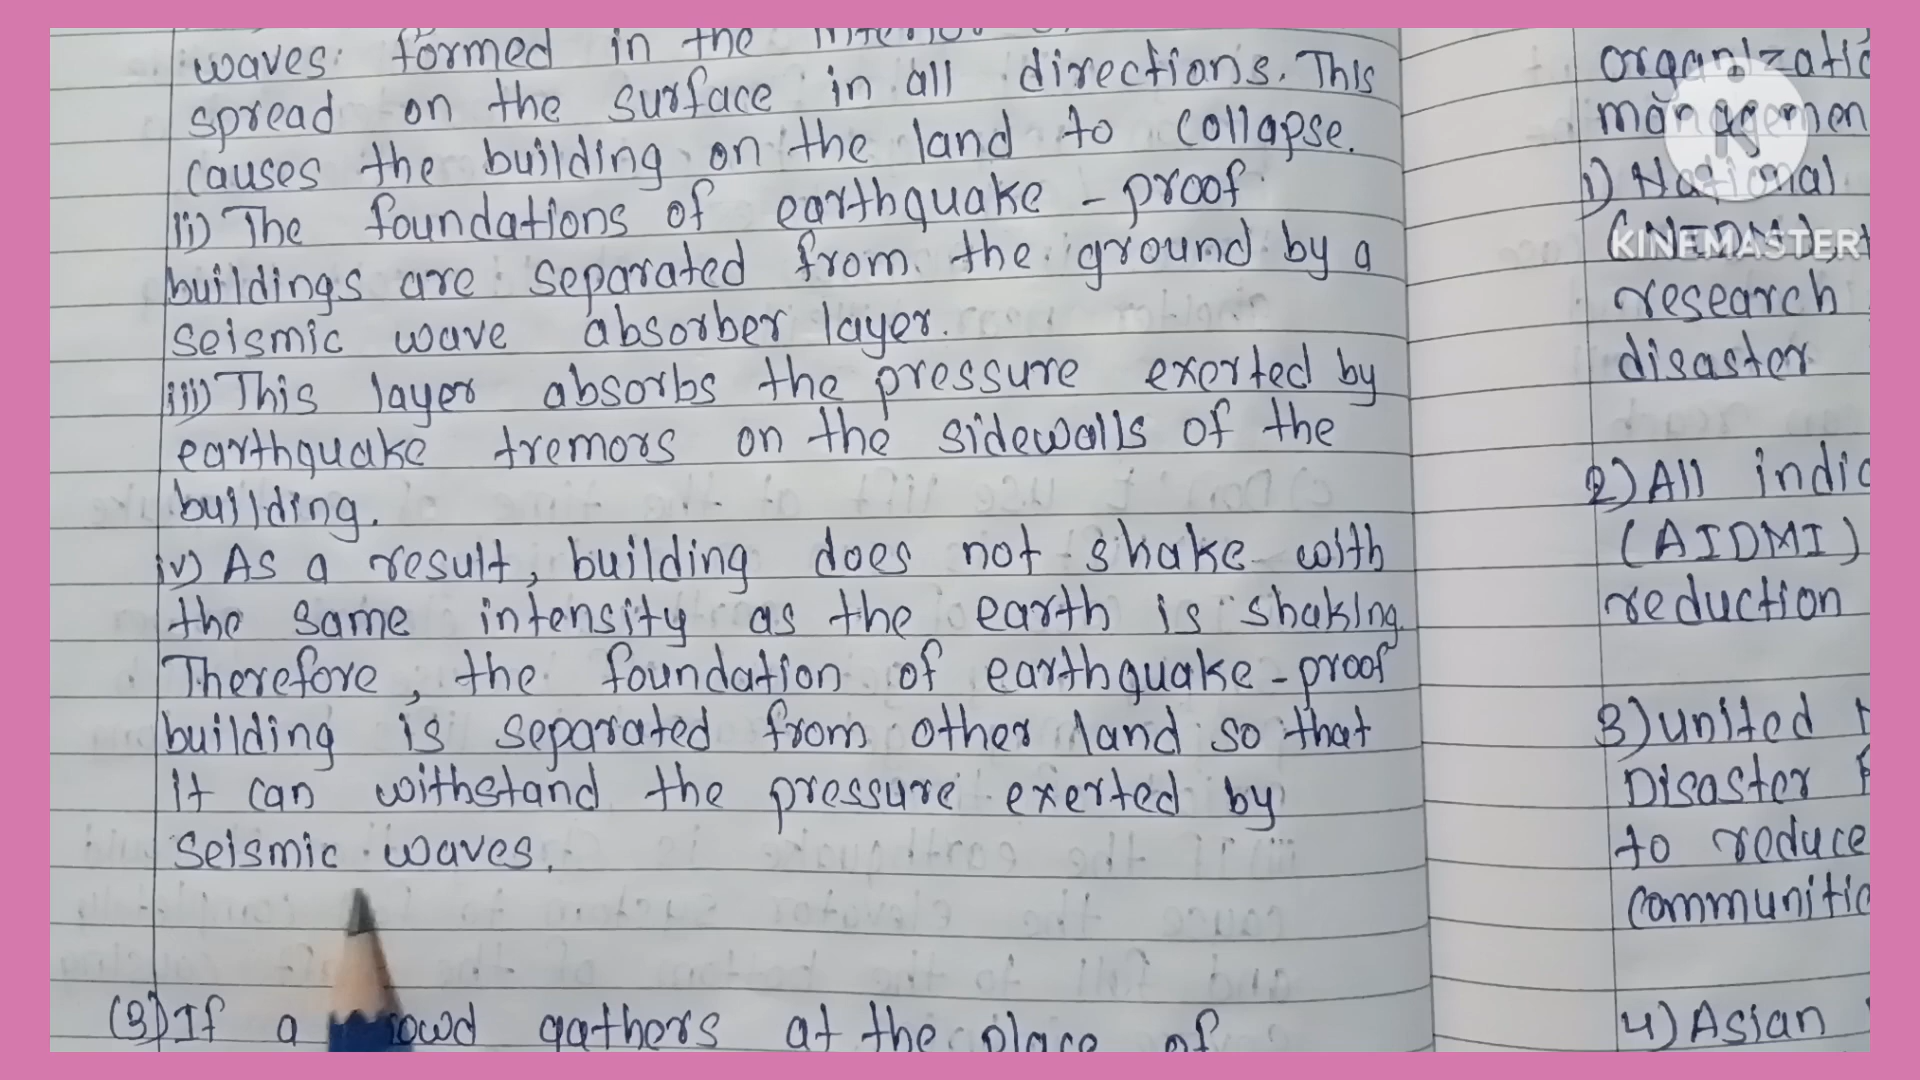 waves formed in the
spread on the surface in all directions. This
causes the building on the land to collapse.
ii) The foundations of earthquake-proof
buildings are separated from the ground by a
seismic wave absorber layer.
iii) This layer absorbs the pressure exerted by
earthquake tremors on the sidewalls of the
building.
iv) As a result, building does not shake with
the same intensity as the earth is shaking.
Therefore, the foundation of earthquake-proof
building is separated from other land so that
it can withstand the pressure exerted by
seismic waves.
(3) If a gathers at the place of
1) National
KINEMASTER
research
disaster
2) All
(AIDMI)
reduction
3) united
Disaster
to reduce
4) Asian